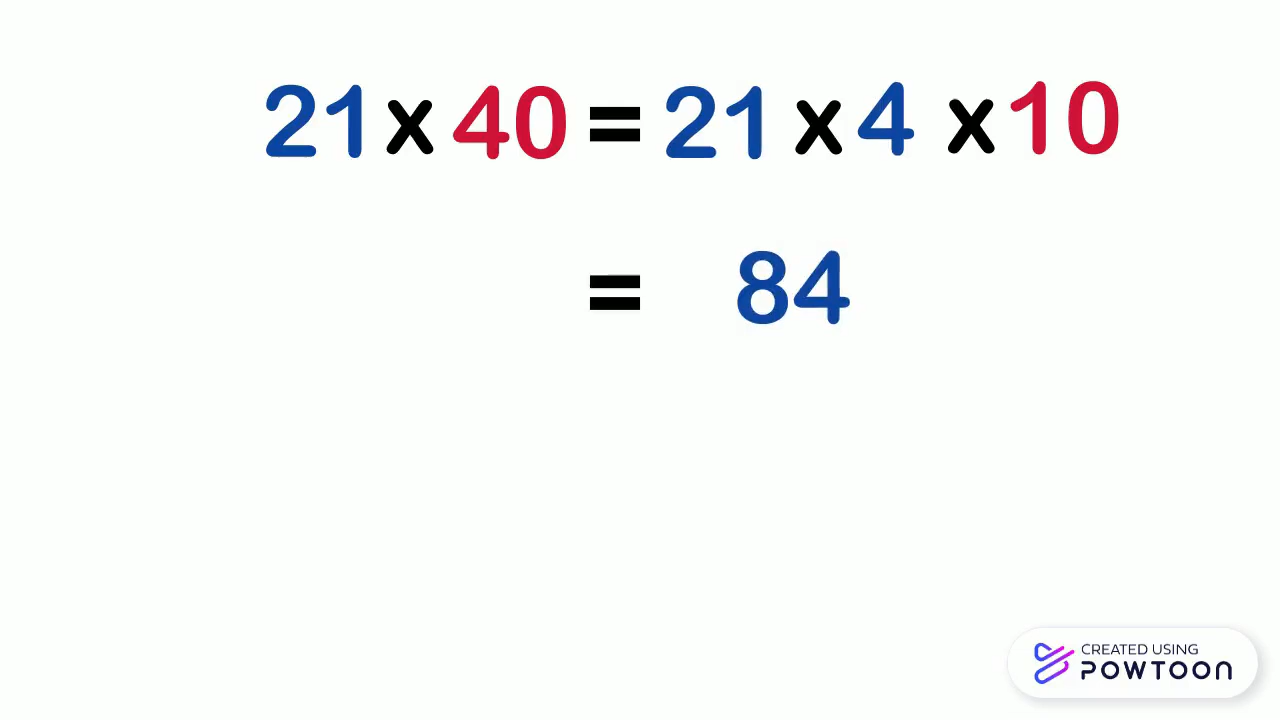 21 x 40 = 21 x 4 x 10
= 84
CREATED USING
POWTOON